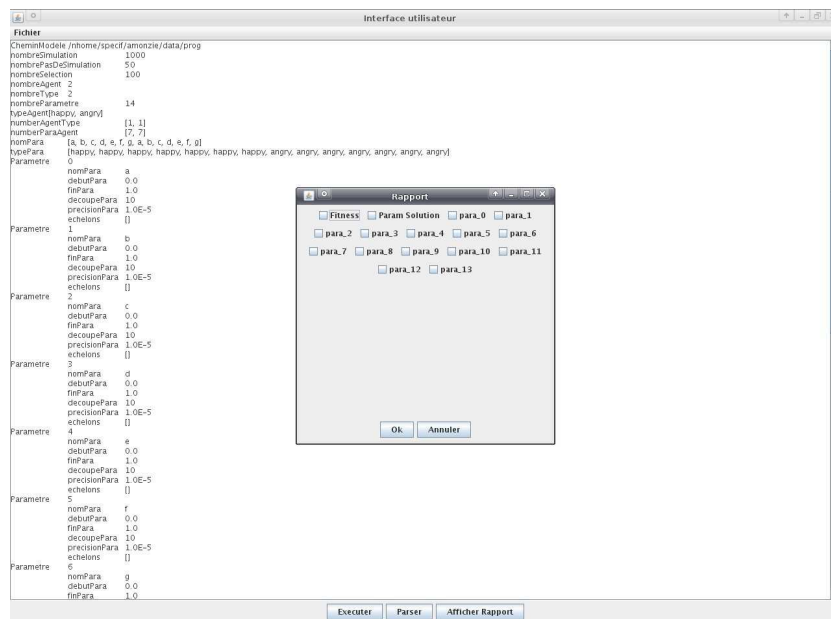 Interface utilisateur
Fichier
CheminModele /nhome/specif/amonzie/data/prog
nombreSimulation 1000
nombrePasDeSimulation 50
nombreSelection 100
nombreAgent 2
nombreType 2
nombreParametre 14
typeAgent[happy, angry]
numberAgentType [1, 1]
numberParaAgent [7, 7]
nomPara [a, b, c, d, e, f, g, a, b, c, d, e, f, g]
typePara [happy, happy, happy, happy, happy, happy, happy, angry, angry, angry, angry, angry, angry, angry]
Parametre 0
nomPara a
debutPara 0.0
finPara 1.0
decoupePara 10
precisionPara 1.0E-5
echelons []
Parametre 1
nomPara b
debutPara 0.0
finPara 1.0
decoupePara 10
precisionPara 1.0E-5
echelons []
Parametre 2
nomPara c
debutPara 0.0
finPara 1.0
decoupePara 10
precisionPara 1.0E-5
echelons []
Parametre 3
nomPara d
debutPara 0.0
finPara 1.0
decoupePara 10
precisionPara 1.0E-5
echelons []
Parametre 4
nomPara e
debutPara 0.0
finPara 1.0
decoupePara 10
precisionPara 1.0E-5
echelons []
Parametre 5
nomPara f
debutPara 0.0
finPara 1.0
decoupePara 10
precisionPara 1.0E-5
echelons []
Parametre 6
nomPara g
debutPara 0.0
finPara 1.0
Rapport
Fitness Param Solution para_0 para_1
para_2 para_3 para_4 para_5 para_6
para_7 para_8 para_9 para_10 para_11
para_12 para_13
Ok Annuler
Executer Parser Afficher Rapport